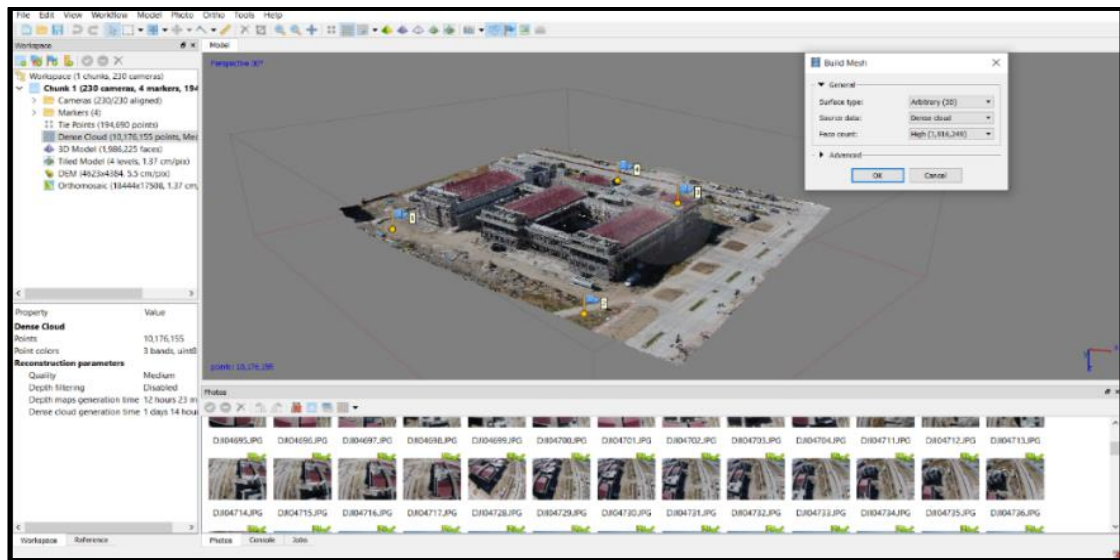 File Edit View Workflow Model Photo Ortho Tools Help
Workspace
Model
Workspace (1 chunks, 230 cameras)
Chunk 1 (230 cameras, 4 markers, 194
Cameras (230/230 aligned)
Markers (4)
Tie Points (194,690 points)
Dense Cloud (10,176,155 points, Med
3D Model (1,986,225 faces)
Tiled Model (4 levels, 1.37 cm/pix)
DEM (4623x4384, 5.5 cm/pix)
Orthomosaic (18444x17508, 1.37 cm,
Perspective 30°
Build Mesh
General
Surface type: Arbitrary (3D)
Source data: Dense cloud
Face count: High (1,916,248)
Advanced
OK Cancel
4
3
2
points: 10,176,155
Property Value
Dense Cloud
Points 10,176,155
Point colors 3 bands, uint8
Reconstruction parameters
Quality Medium
Depth filtering Disabled
Depth maps generation time 12 hours 23 m
Dense cloud generation time 1 days 14 hour
Photos
DJI04695.JPG DJI04696.JPG DJI04697.JPG DJI04698.JPG DJI04699.JPG DJI04700.JPG DJI04701.JPG DJI04702.JPG DJI04703.JPG DJI04704.JPG DJI04711.JPG DJI04712.JPG DJI04713.JPG
DJI04714.JPG DJI04715.JPG DJI04716.JPG DJI04717.JPG DJI04728.JPG DJI04729.JPG DJI04730.JPG DJI04731.JPG DJI04732.JPG DJI04733.JPG DJI04734.JPG DJI04735.JPG DJI04736.JPG
Workspace Reference
Photos Console Jobs